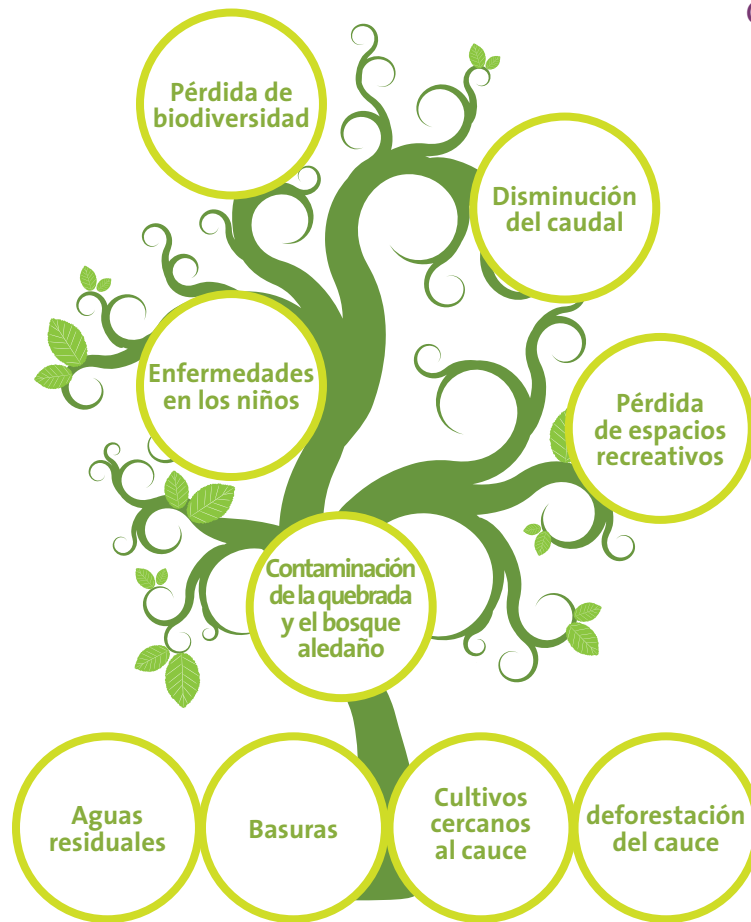 Pérdida de
biodiversidad
Disminución
del caudal
Enfermedades
en los niños
Pérdida
de espacios
recreativos
Contaminación
de la quebrada
y el bosque
aledaño
Aguas
residuales
Basuras
Cultivos
cercanos
al cauce
deforestación
del cauce